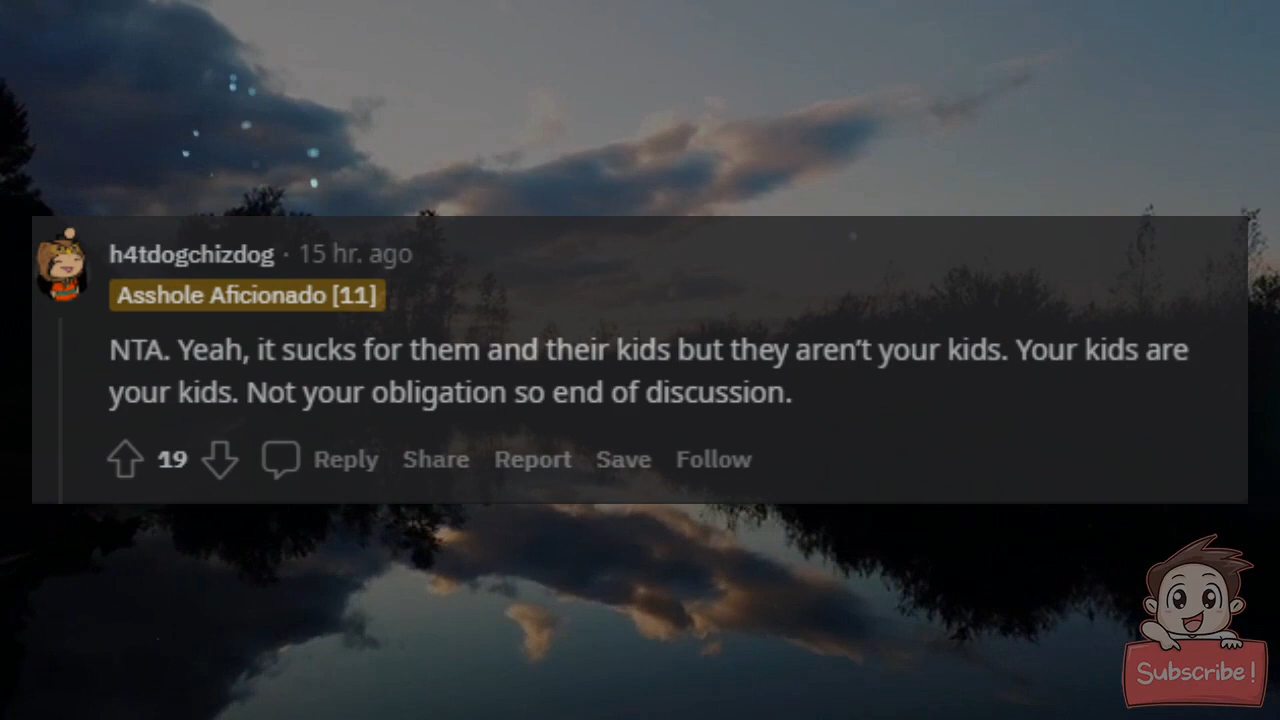 h4tdogchizdog · 15 hr. ago
Asshole Aficionado [11]
NTA. Yeah, it sucks for them and their kids but they aren’t your kids. Your kids are
your kids. Not your obligation so end of discussion.
19 Reply Share Report Save Follow
Subscribe!